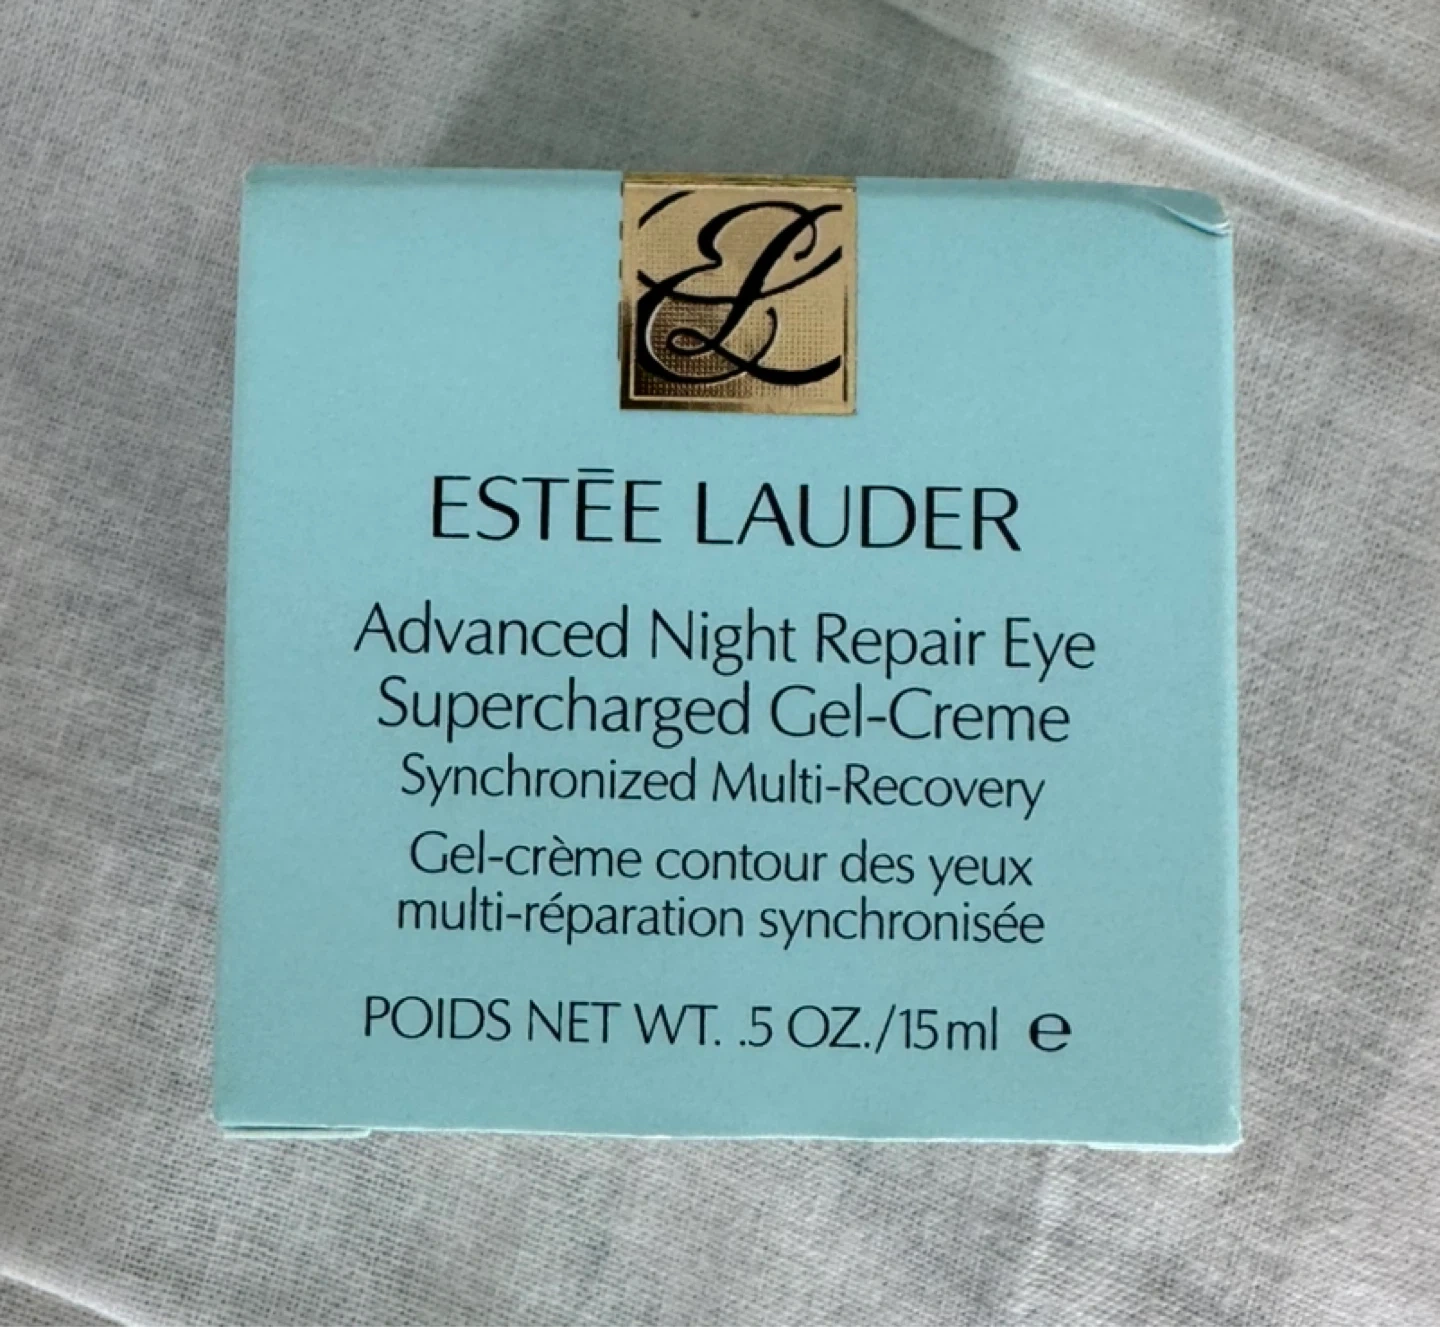 EL
ESTĒE LAUDER
Advanced Night Repair Eye
Supercharged Gel-Creme
Synchronized Multi-Recovery
Gel-crème contour des yeux
multi-réparation synchronisée
POIDS NET WT. .5 OZ./15ml ℮